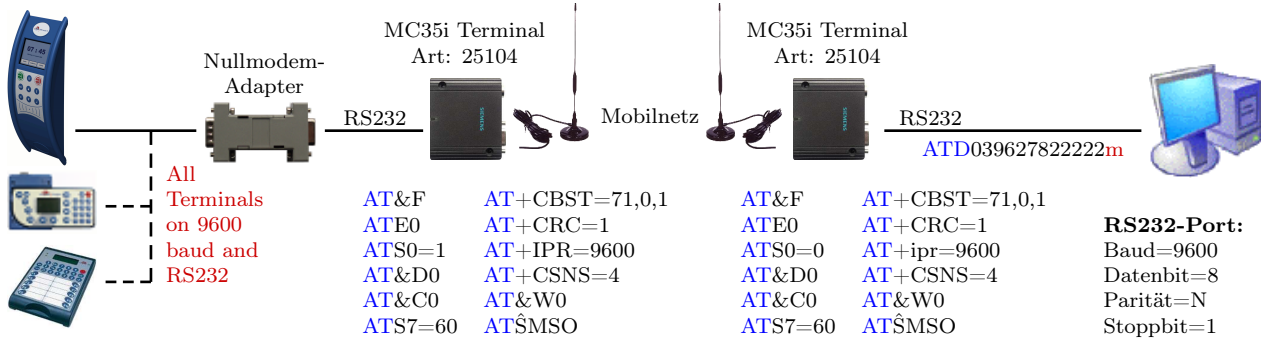 MC35i Terminal
Art: 25104
MC35i Terminal
Art: 25104
Nullmodem-
Adapter
07:45
RS232
SIEMENS
Mobilnetz
SIEMENS
RS232
ATD039627822222m
All
Terminals
on 9600
baud and
RS232
AT&F
ATE0
ATS0=1
AT&D0
AT&C0
ATS7=60
AT+CBST=71,0,1
AT+CRC=1
AT+IPR=9600
AT+CSNS=4
AT&W0
ATŜMSO
AT&F
ATE0
ATS0=0
AT&D0
AT&C0
ATS7=60
AT+CBST=71,0,1
AT+CRC=1
AT+ipr=9600
AT+CSNS=4
AT&W0
ATŜMSO
RS232-Port:
Baud=9600
Datenbit=8
Parität=N
Stoppbit=1